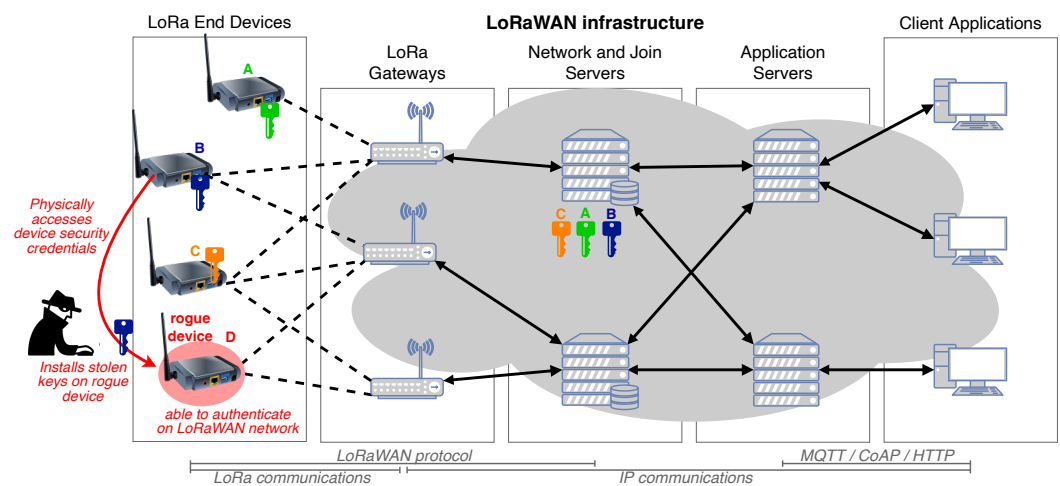 LoRa End Devices
LoRaWAN infrastructure
Client Applications
LoRa
Gateways
Network and Join
Servers
Application
Servers
A
B
Physically
accesses
device security
credentials
C
C
A
B
rogue
device
D
Installs stolen
keys on rogue
device
able to authenticate
on LoRaWAN network
LoRaWAN protocol
MQTT / CoAP / HTTP
LoRa communications
IP communications